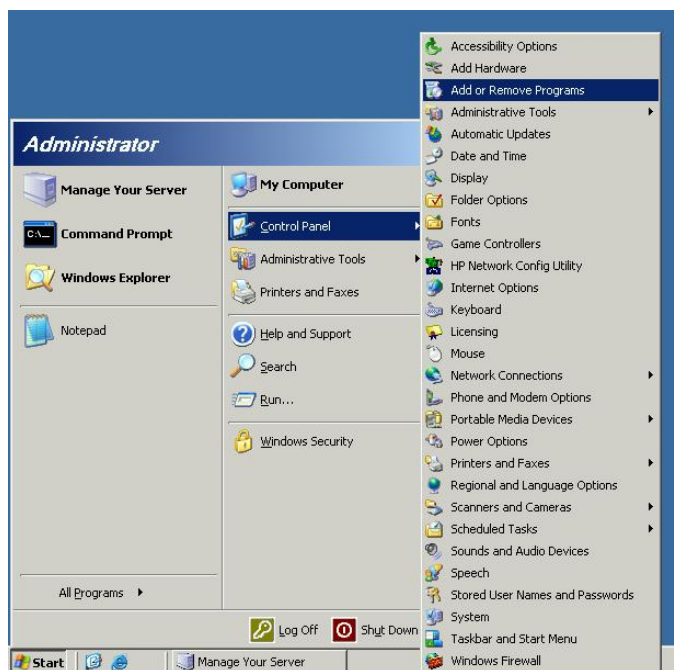 Administrator
Manage Your Server
Command Prompt
Windows Explorer
Notepad
All Programs
My Computer
Control Panel
Administrative Tools
Printers and Faxes
Help and Support
Search
Run...
Windows Security
Log Off
Shut Down
Accessibility Options
Add Hardware
Add or Remove Programs
Administrative Tools
Automatic Updates
Date and Time
Display
Folder Options
Fonts
Game Controllers
HP Network Config Utility
Internet Options
Keyboard
Licensing
Mouse
Network Connections
Phone and Modem Options
Portable Media Devices
Power Options
Printers and Faxes
Regional and Language Options
Scanners and Cameras
Scheduled Tasks
Sounds and Audio Devices
Speech
Stored User Names and Passwords
System
Taskbar and Start Menu
Windows Firewall
Start
Manage Your Server